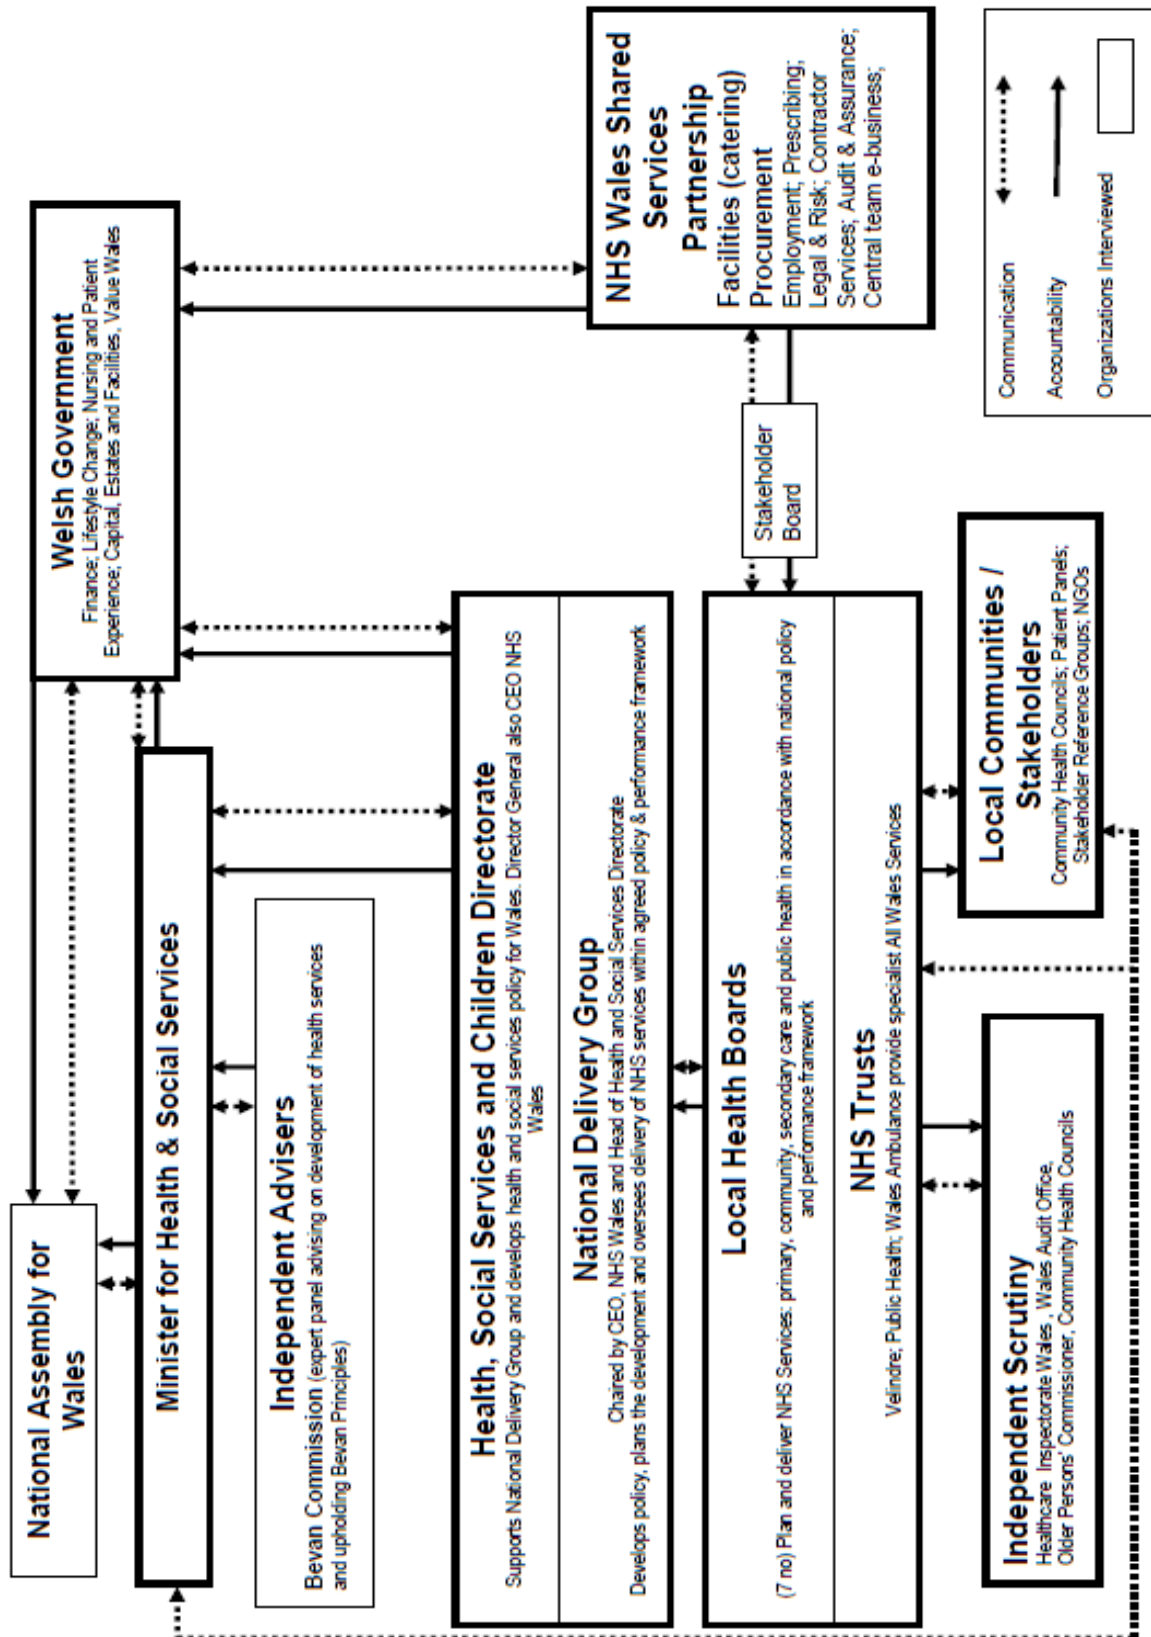 National Assembly for
Wales
Welsh Government
Finance; Lifestyle Change; Nursing and Patient
Experience; Capital, Estates and Facilities, Value Wales
Minister for Health & Social Services
Independent Advisers
Bevan Commission (expert panel advising on development of health services
and upholding Bevan Principles)
Health, Social Services and Children Directorate
Supports National Delivery Group and develops health and social services policy for Wales. Director General also CEO NHS
Wales
National Delivery Group
Chaired by CEO, NHS Wales and Head of Health and Social Services Directorate
Develops policy, plans the development and oversees delivery of NHS services within agreed policy & performance framework
NHS Wales Shared
Services
Partnership
Facilities (catering)
Procurement
Employment; Prescribing;
Legal & Risk; Contractor
Services; Audit & Assurance;
Central team e-business;
Stakeholder
Board
Local Health Boards
(7 no) Plan and deliver NHS Services: primary, community, secondary care and public health in accordance with national policy
and performance framework
NHS Trusts
Velindre; Public Health; Wales Ambulance provide specialist All Wales Services
Independent Scrutiny
Healthcare Inspectorate Wales , Wales Audit Office,
Older Persons' Commissioner, Community Health Councils
Local Communities /
Stakeholders
Community Health Councils; Patient Panels;
Stakeholder Reference Groups; NGOs
Communication
Accountability
Organizations Interviewed